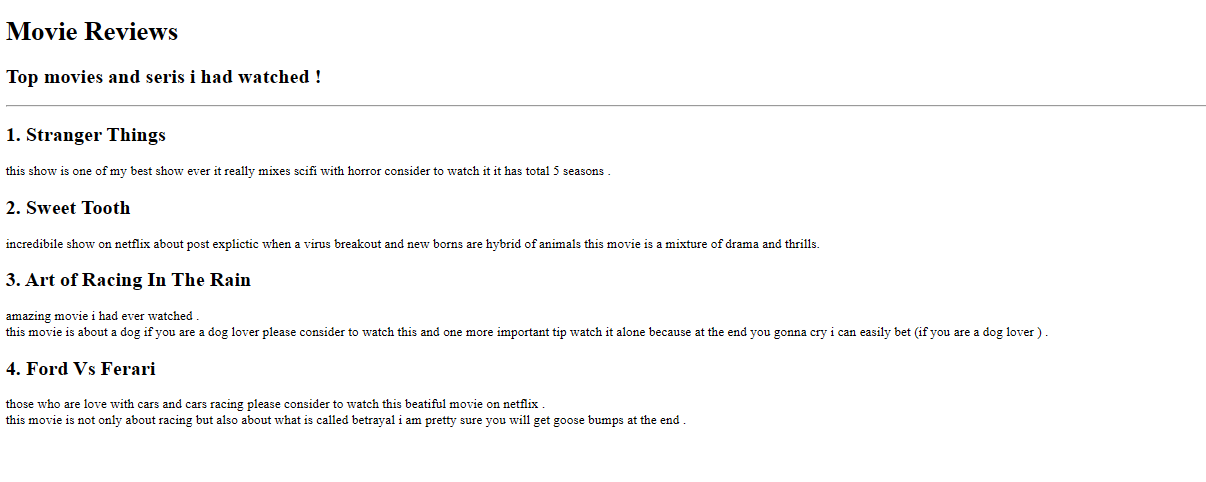 Movie Reviews
Top movies and seris i had watched !
1. Stranger Things
this show is one of my best show ever it really mixes scifi with horror consider to watch it it has total 5 seasons .
2. Sweet Tooth
incredibile show on netflix about post explictic when a virus breakout and new borns are hybrid of animals this movie is a mixture of drama and thrills.
3. Art of Racing In The Rain
amazing movie i had ever watched .
this movie is about a dog if you are a dog lover please consider to watch this and one more important tip watch it alone because at the end you gonna cry i can easily bet (if you are a dog lover ) .
4. Ford Vs Ferari
those who are love with cars and cars racing please consider to watch this beatiful movie on netflix .
this movie is not only about racing but also about what is called betrayal i am pretty sure you will get goose bumps at the end .